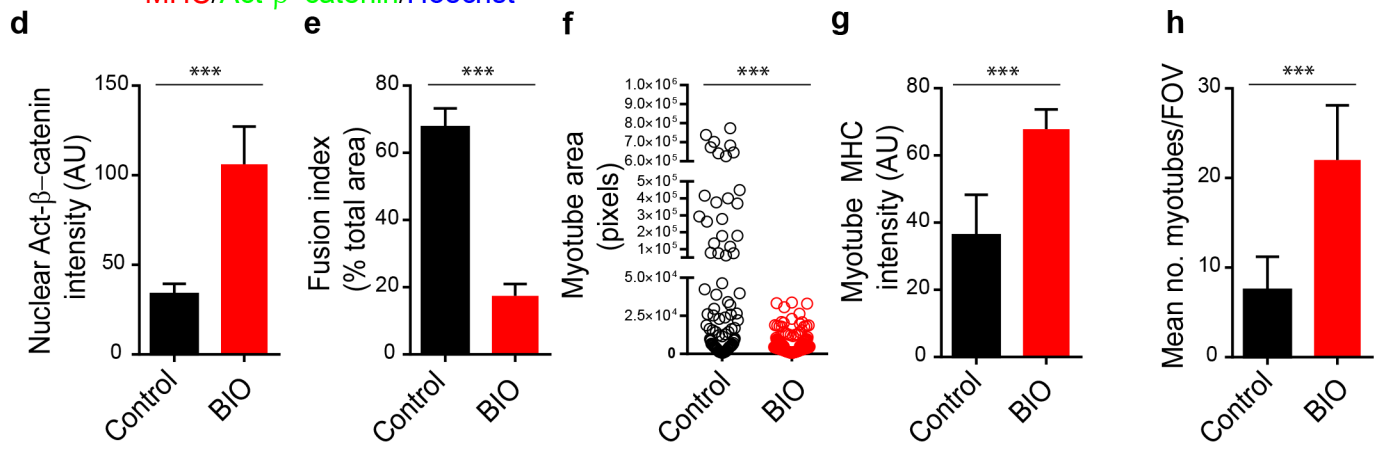 MHC/Act-β-catenin/Hoechst
d
Nuclear Act-β–catenin
intensity (AU)
150
100
50
0
***
Control
BIO
e
Fusion index
(% total area)
80
60
40
20
0
***
Control
BIO
f
Myotube area
(pixels)
1.0×10⁶
9.0×10⁵
8.0×10⁵
7.0×10⁵
6.0×10⁵
5×10⁵
4×10⁵
3×10⁵
2×10⁵
1×10⁵
5.0×10⁴
2.5×10⁴
0
***
Control
BIO
g
Myotube MHC
intensity (AU)
80
60
40
20
0
***
Control
BIO
h
Mean no. myotubes/FOV
30
20
10
0
***
Control
BIO